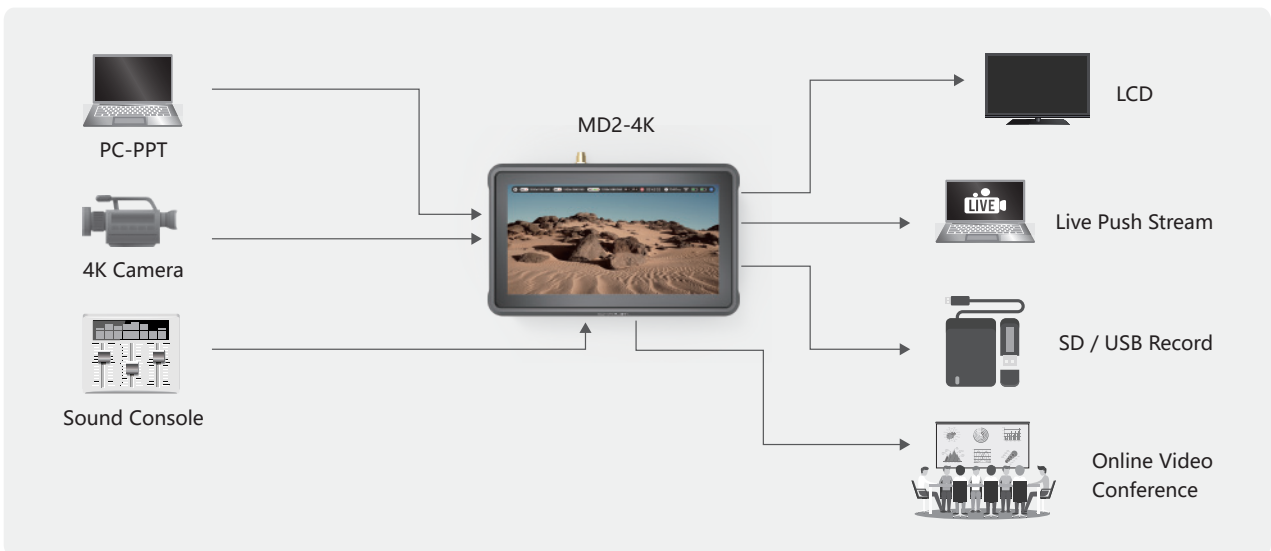 MD2-4K
PC-PPT
4K Camera
Sound Console
LCD
LIVE
Live Push Stream
SD / USB Record
Online Video
Conference